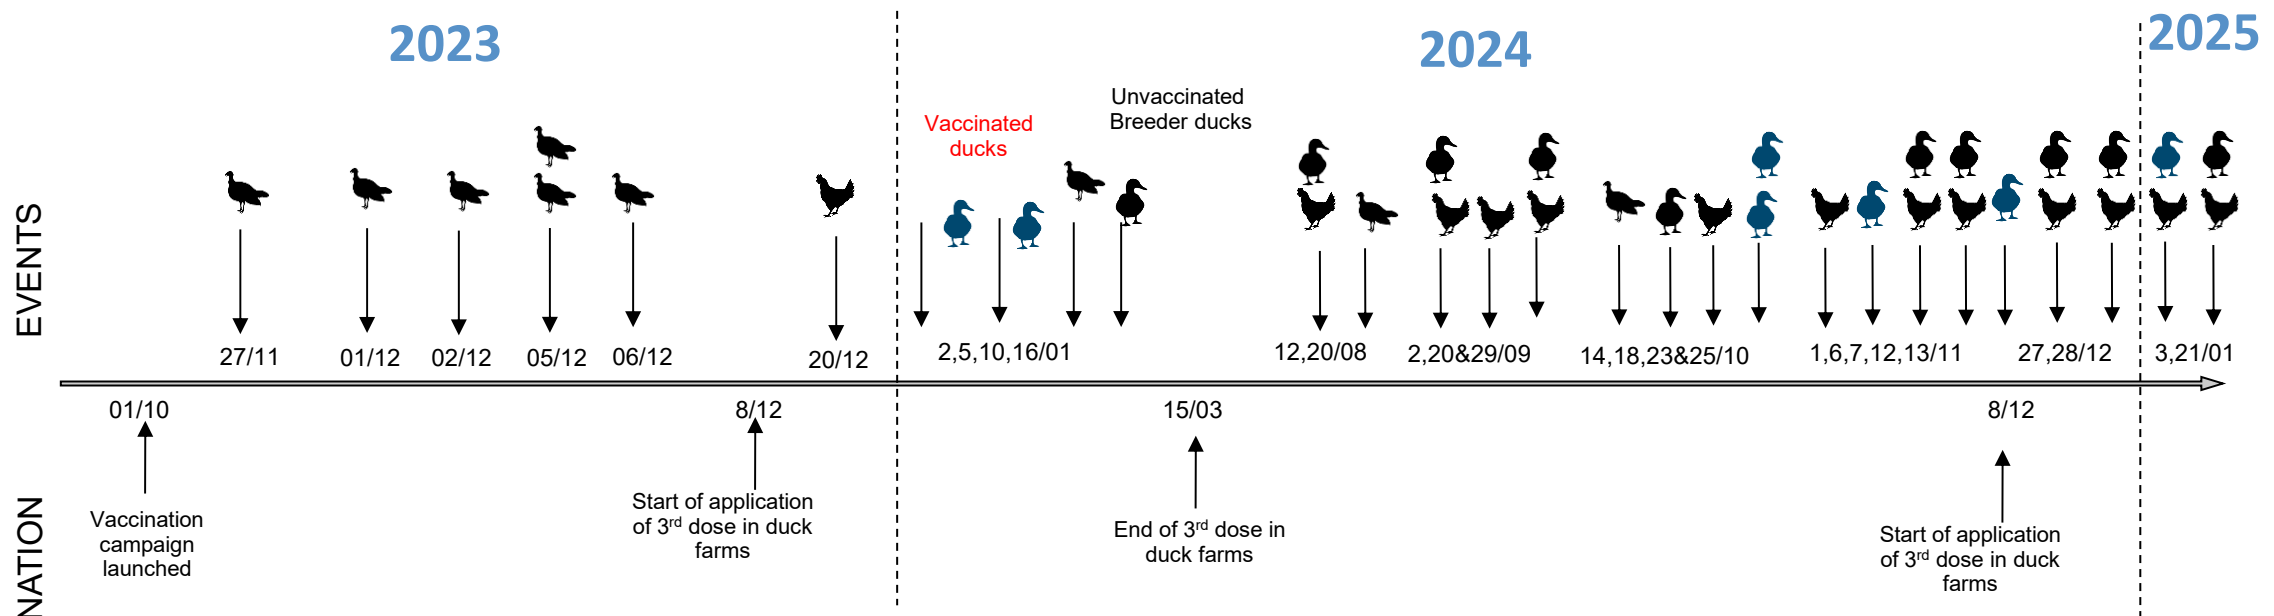 2023
2024
2025
Vaccinated
ducks
Unvaccinated
Breeder ducks
EVENTS
27/11
01/12
02/12
05/12
06/12
20/12
2,5,10,16/01
12,20/08
2,20&29/09
14,18,23&25/10
1,6,7,12,13/11
27,28/12
3,21/01
01/10
8/12
15/03
8/12
Vaccination
campaign
launched
Start of application
of 3rd dose in duck
farms
End of 3rd dose in
duck farms
Start of application
of 3rd dose in duck
farms
NATION